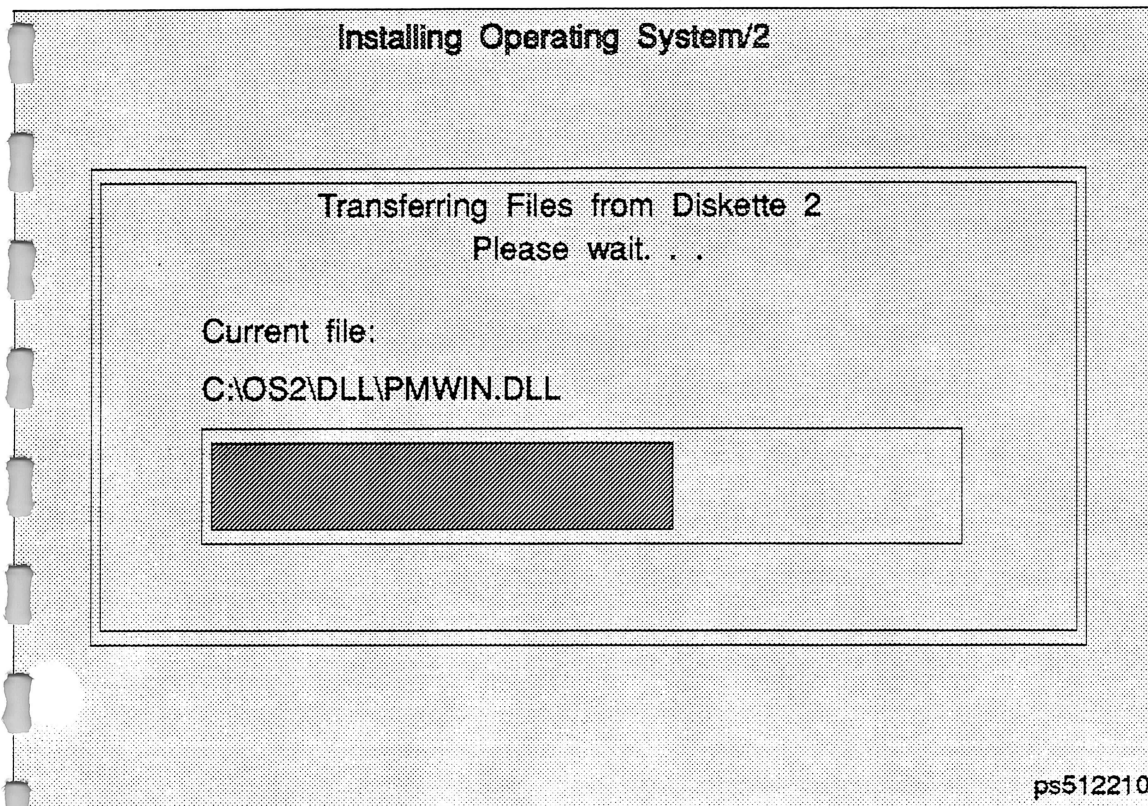 Installing Operating System/2
Transferring Files from Diskette 2
Please wait. . .
Current file:
C:\OS2\DLL\PMWIN.DLL
ps512210